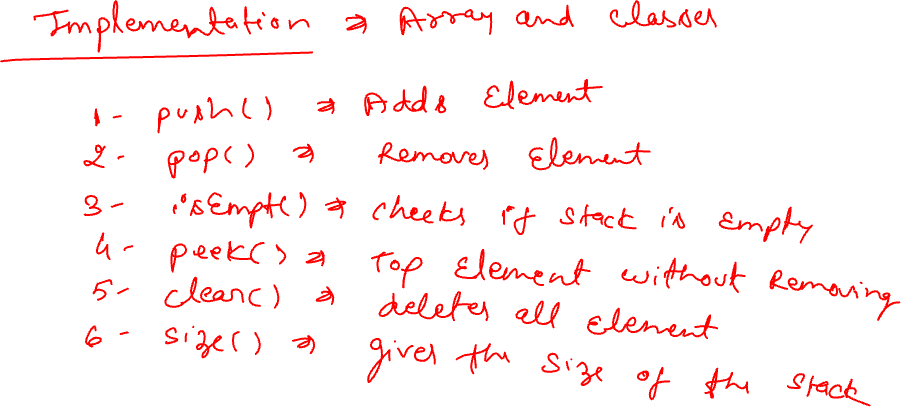 Implementation ⇒ Array and classes
1 - push() ⇒ Adds Element
2 - pop() ⇒ Removes Element
3 - isEmpt() ⇒ cheeks if stack is Empty
4 - peek() ⇒ Top Element without Removing
5 - clear() ⇒ deletes all Element
6 - size() ⇒ gives the size of the stack